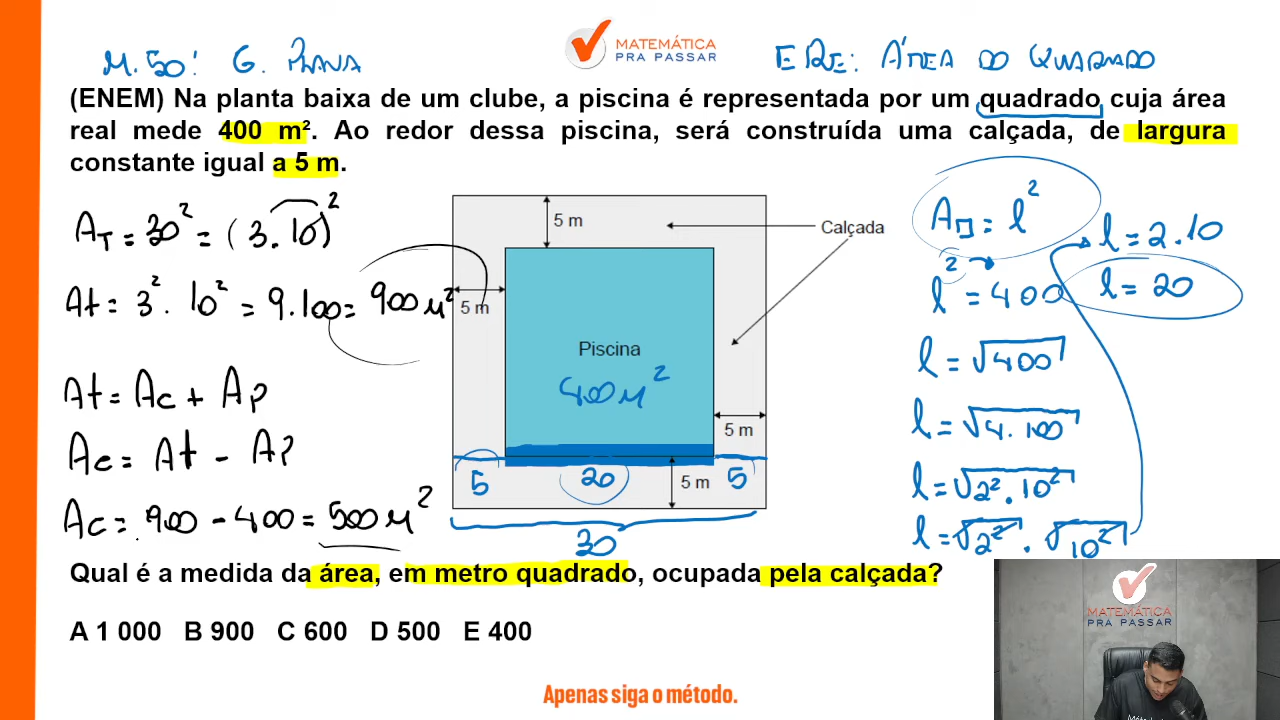 MATEMÁTICA
PRA PASSAR
M.50: G. PLANA
E RE: ÁREA DO QUADRADO
(ENEM) Na planta baixa de um clube, a piscina é representada por um quadrado cuja área
real mede 400 m². Ao redor dessa piscina, será construída uma calçada, de largura
constante igual a 5 m.
AT = 30² = (3.10)²
At = 3² . 10² = 9.100 = 900 m²
At = Ac + Ap
Ac = At - Ap
Ac = 900 - 400 = 500 m²
5 m
Calçada
5 m
Piscina
400 m²
5 m
5 20 5
5 m
30
A□ = l²
l² = 400
l = √400
l = √4.100
l = √2².10²
l = √2² . √10²
l = 2.10
l = 20
Qual é a medida da área, em metro quadrado, ocupada pela calçada?
A 1 000 B 900 C 600 D 500 E 400
Apenas siga o método.
MATEMÁTICA
PRA PASSAR